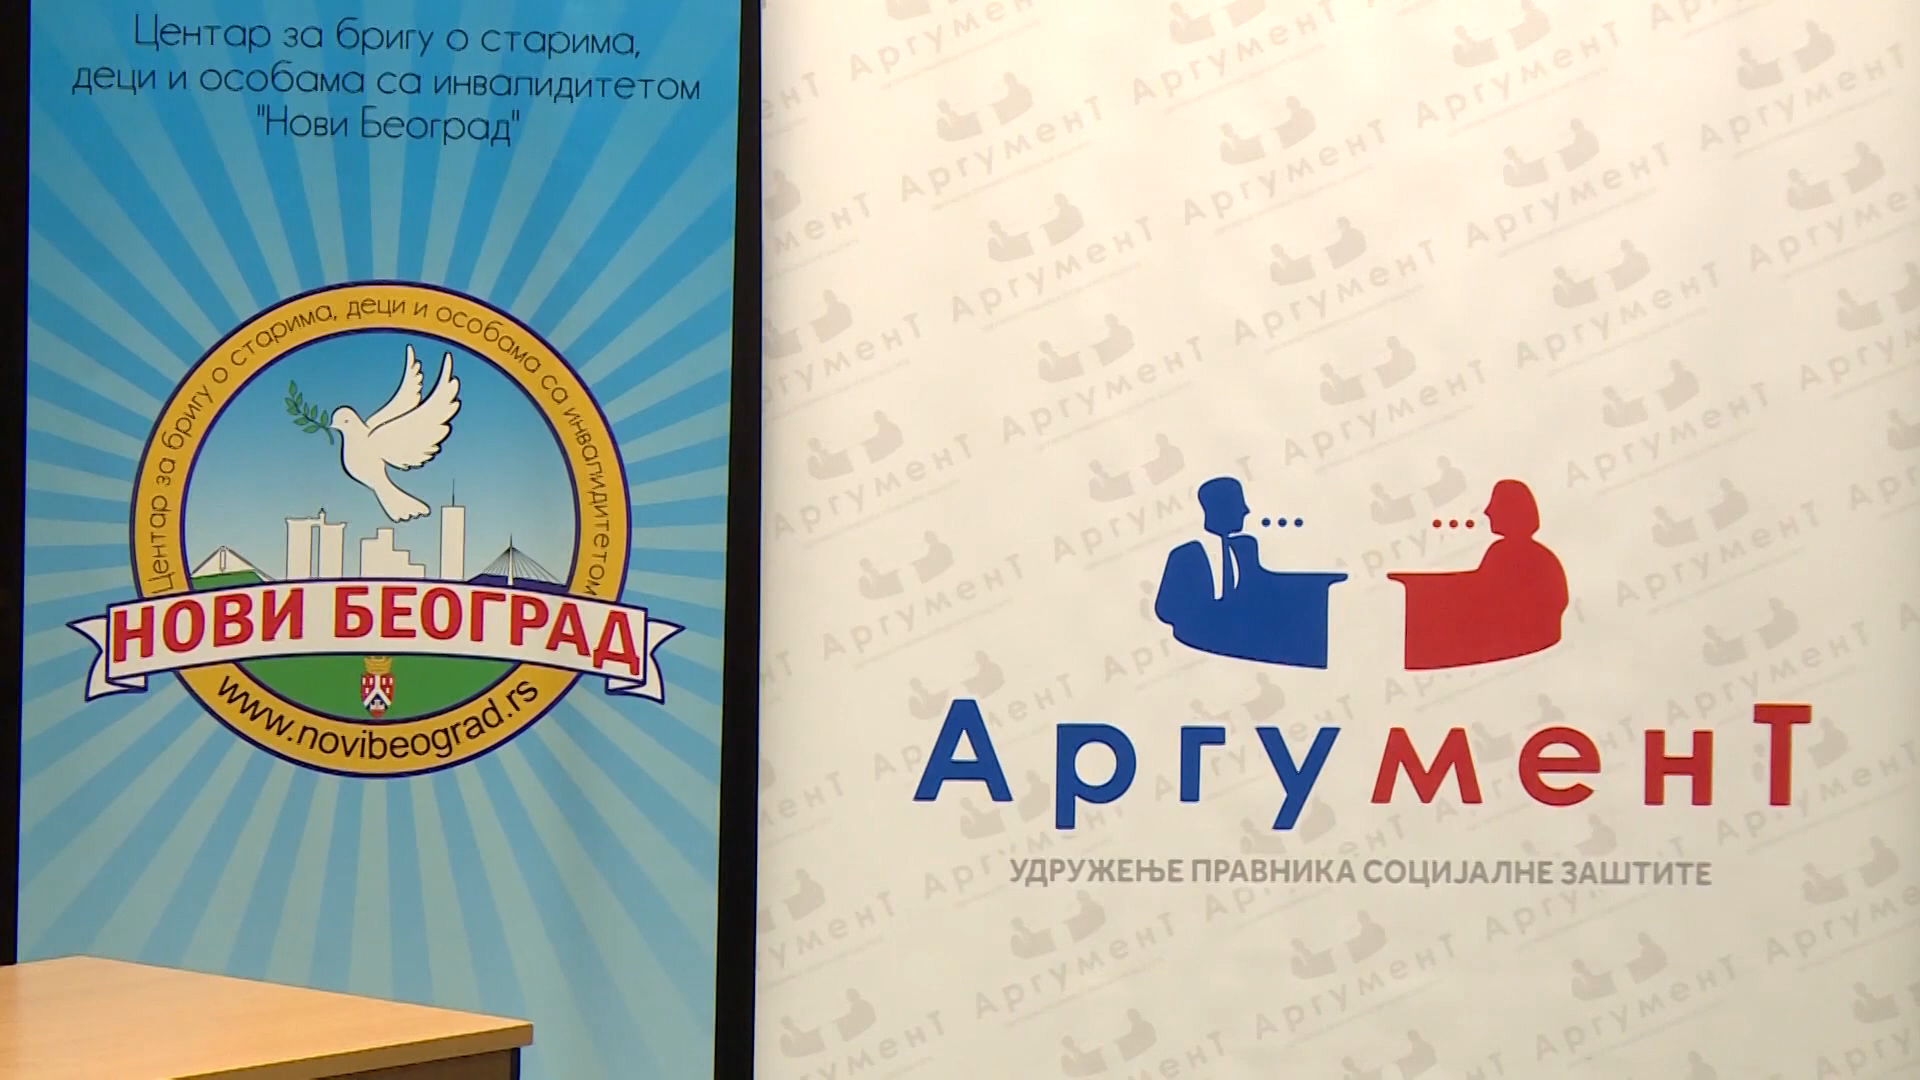 Центар за бригу о старима,
деци и особама са инвалидитетом
"Нови Београд"
Центар за бригу о старима, деци и особама са инвалидитетом
НОВИ БЕОГРАД
www.novibeograd.rs
Аргумент
УДРУЖЕЊЕ ПРАВНИКА СОЦИЈАЛНЕ ЗАШТИТЕ